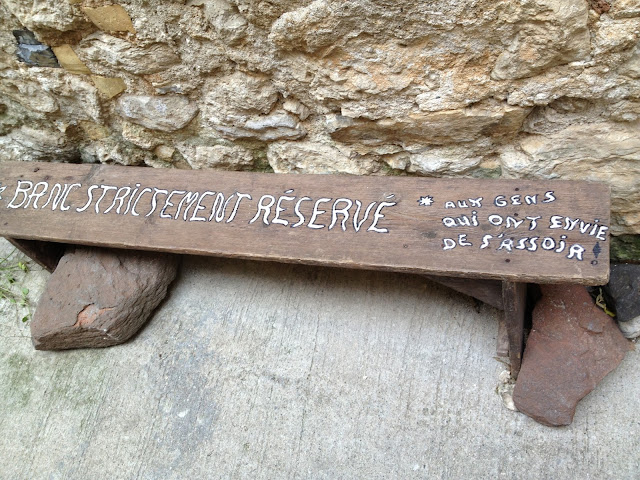 * BANC STRICTEMENT RÉSERVÉ
* AUX GENS
QUI ONT ENVIE
DE S'ASSOIR !